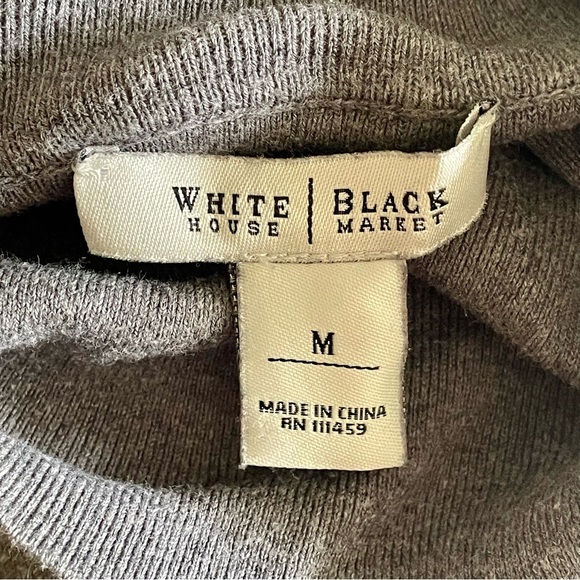 WHITE | BLACK
HOUSE | MARKET
M
MADE IN CHINA
RN 111459